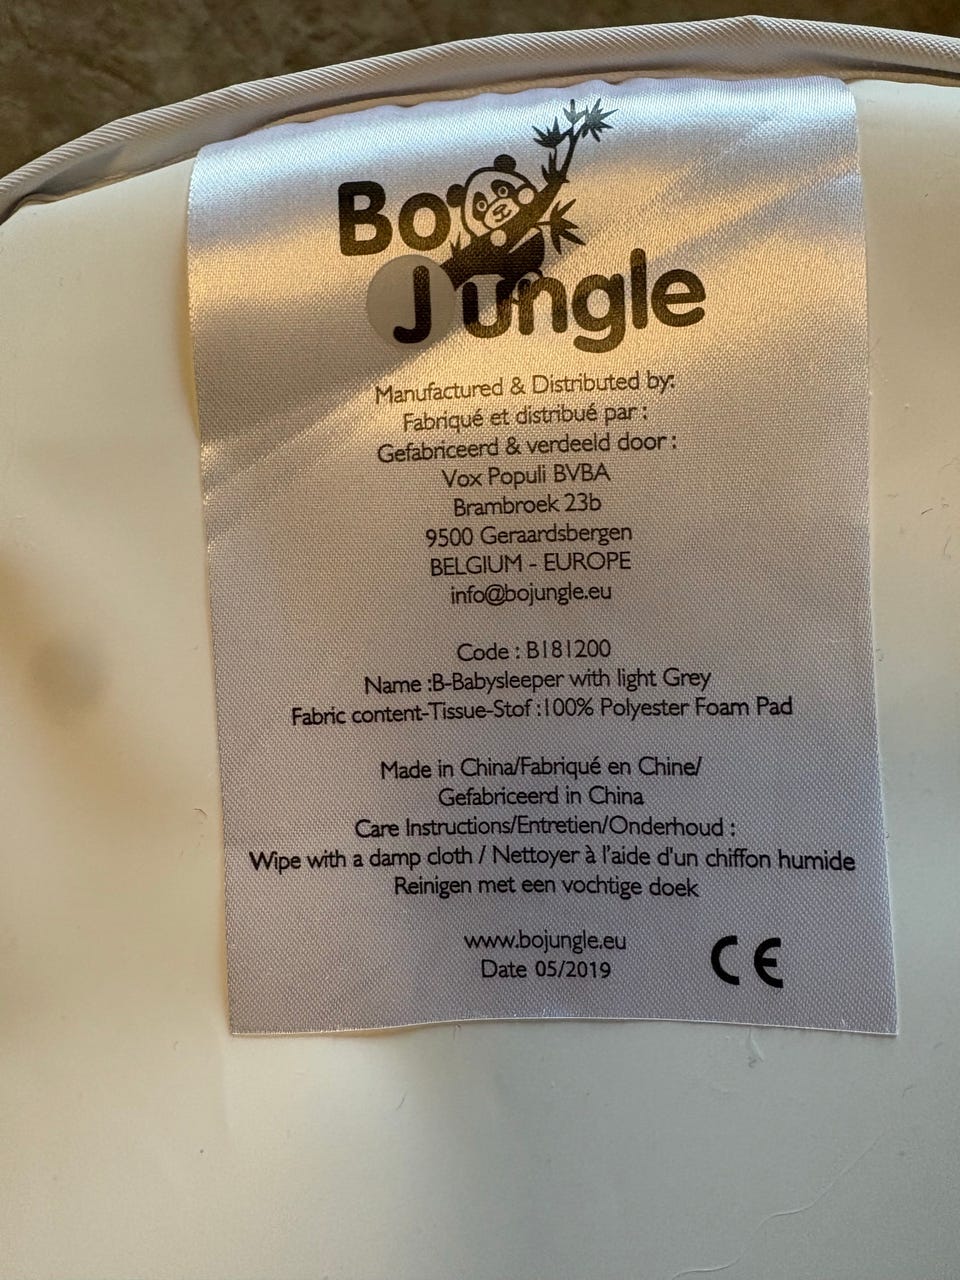 Bo
Jungle
Manufactured & Distributed by:
Fabriqué et distribué par :
Gefabriceerd & verdeeld door :
Vox Populi BVBA
Brambroek 23b
9500 Geraardsbergen
BELGIUM - EUROPE
info@bojungle.eu
Code : B181200
Name :B-Babysleeper with light Grey
Fabric content-Tissue-Stof :100% Polyester Foam Pad
Made in China/Fabriqué en Chine/
Gefabriceerd in China
Care Instructions/Entretien/Onderhoud :
Wipe with a damp cloth / Nettoyer à l'aide d'un chiffon humide
Reinigen met een vochtige doek
www.bojungle.eu
Date 05/2019
CE